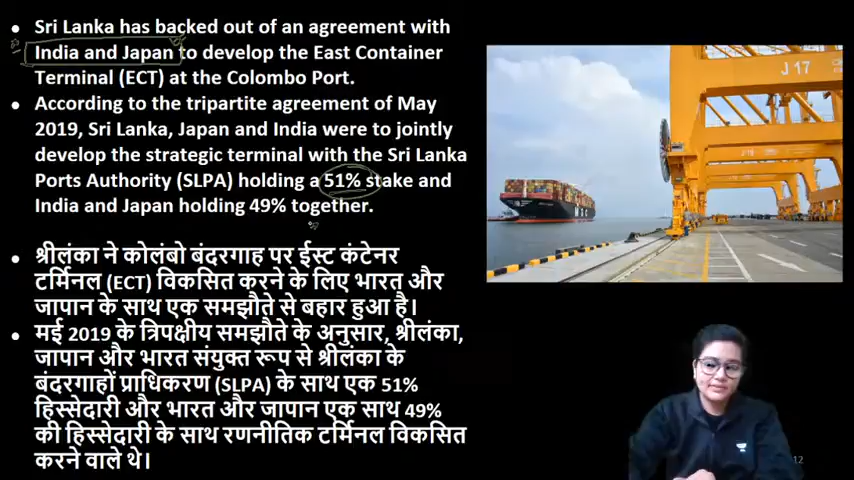 • Sri Lanka has backed out of an agreement with
India and Japan to develop the East Container
Terminal (ECT) at the Colombo Port.
• According to the tripartite agreement of May
2019, Sri Lanka, Japan and India were to jointly
develop the strategic terminal with the Sri Lanka
Ports Authority (SLPA) holding a 51% stake and
India and Japan holding 49% together.
• श्रीलंका ने कोलंबो बंदरगाह पर ईस्ट कंटेनर
टर्मिनल (ECT) विकसित करने के लिए भारत और
जापान के साथ एक समझौते से बहार हुआ है।
• मई 2019 के त्रिपक्षीय समझौते के अनुसार, श्रीलंका,
जापान और भारत संयुक्त रूप से श्रीलंका के
बंदरगाहों प्राधिकरण (SLPA) के साथ एक 51%
हिस्सेदारी और भारत और जापान एक साथ 49%
की हिस्सेदारी के साथ रणनीतिक टर्मिनल विकसित
करने वाले थे।
J 17
12